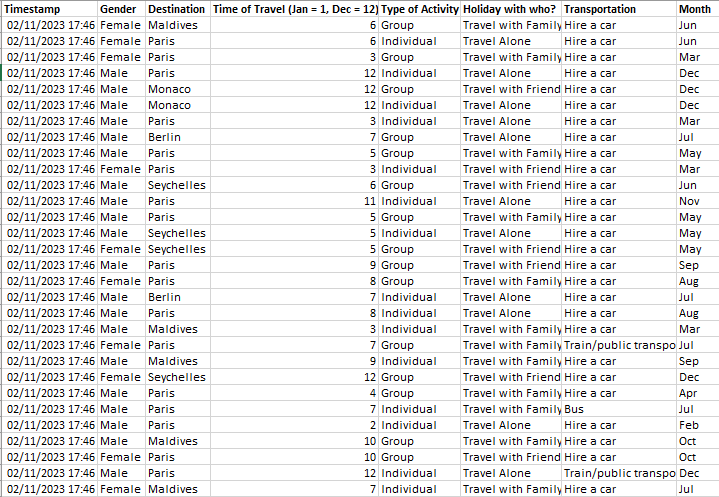 Timestamp Gender Destination Time of Travel (Jan = 1, Dec = 12) Type of Activity Holiday with who? Transportation Month
02/11/2023 17:46 Female Maldives 6 Group Travel with Family Hire a car Jun
02/11/2023 17:46 Female Paris 6 Individual Travel Alone Hire a car Jun
02/11/2023 17:46 Female Paris 3 Group Travel with Family Hire a car Mar
02/11/2023 17:46 Male Paris 12 Individual Travel Alone Hire a car Dec
02/11/2023 17:46 Male Monaco 12 Group Travel with Friend Hire a car Dec
02/11/2023 17:46 Male Monaco 12 Individual Travel Alone Hire a car Dec
02/11/2023 17:46 Male Paris 3 Individual Travel Alone Hire a car Mar
02/11/2023 17:46 Male Berlin 7 Group Travel Alone Hire a car Jul
02/11/2023 17:46 Male Paris 5 Group Travel with Family Hire a car May
02/11/2023 17:46 Female Paris 3 Individual Travel with Friend Hire a car Mar
02/11/2023 17:46 Male Seychelles 6 Group Travel with Friend Hire a car Jun
02/11/2023 17:46 Male Paris 11 Individual Travel Alone Hire a car Nov
02/11/2023 17:46 Male Paris 5 Group Travel with Family Hire a car May
02/11/2023 17:46 Male Seychelles 5 Individual Travel Alone Hire a car May
02/11/2023 17:46 Female Seychelles 5 Group Travel with Friend Hire a car May
02/11/2023 17:46 Male Paris 9 Group Travel with Friend Hire a car Sep
02/11/2023 17:46 Female Paris 8 Group Travel with Family Hire a car Aug
02/11/2023 17:46 Male Berlin 7 Individual Travel Alone Hire a car Jul
02/11/2023 17:46 Male Paris 8 Individual Travel Alone Hire a car Aug
02/11/2023 17:46 Male Maldives 3 Individual Travel with Family Hire a car Mar
02/11/2023 17:46 Female Paris 7 Group Travel with Family Train/public transpo Jul
02/11/2023 17:46 Male Maldives 9 Individual Travel with Family Hire a car Sep
02/11/2023 17:46 Female Seychelles 12 Group Travel with Friend Hire a car Dec
02/11/2023 17:46 Male Paris 4 Group Travel with Family Hire a car Apr
02/11/2023 17:46 Male Paris 7 Individual Travel with Family Bus Jul
02/11/2023 17:46 Male Paris 2 Individual Travel Alone Hire a car Feb
02/11/2023 17:46 Male Maldives 10 Group Travel with Family Hire a car Oct
02/11/2023 17:46 Female Paris 10 Group Travel with Friend Hire a car Oct
02/11/2023 17:46 Male Paris 12 Individual Travel Alone Train/public transpo Dec
02/11/2023 17:46 Female Maldives 7 Individual Travel with Family Hire a car Jul